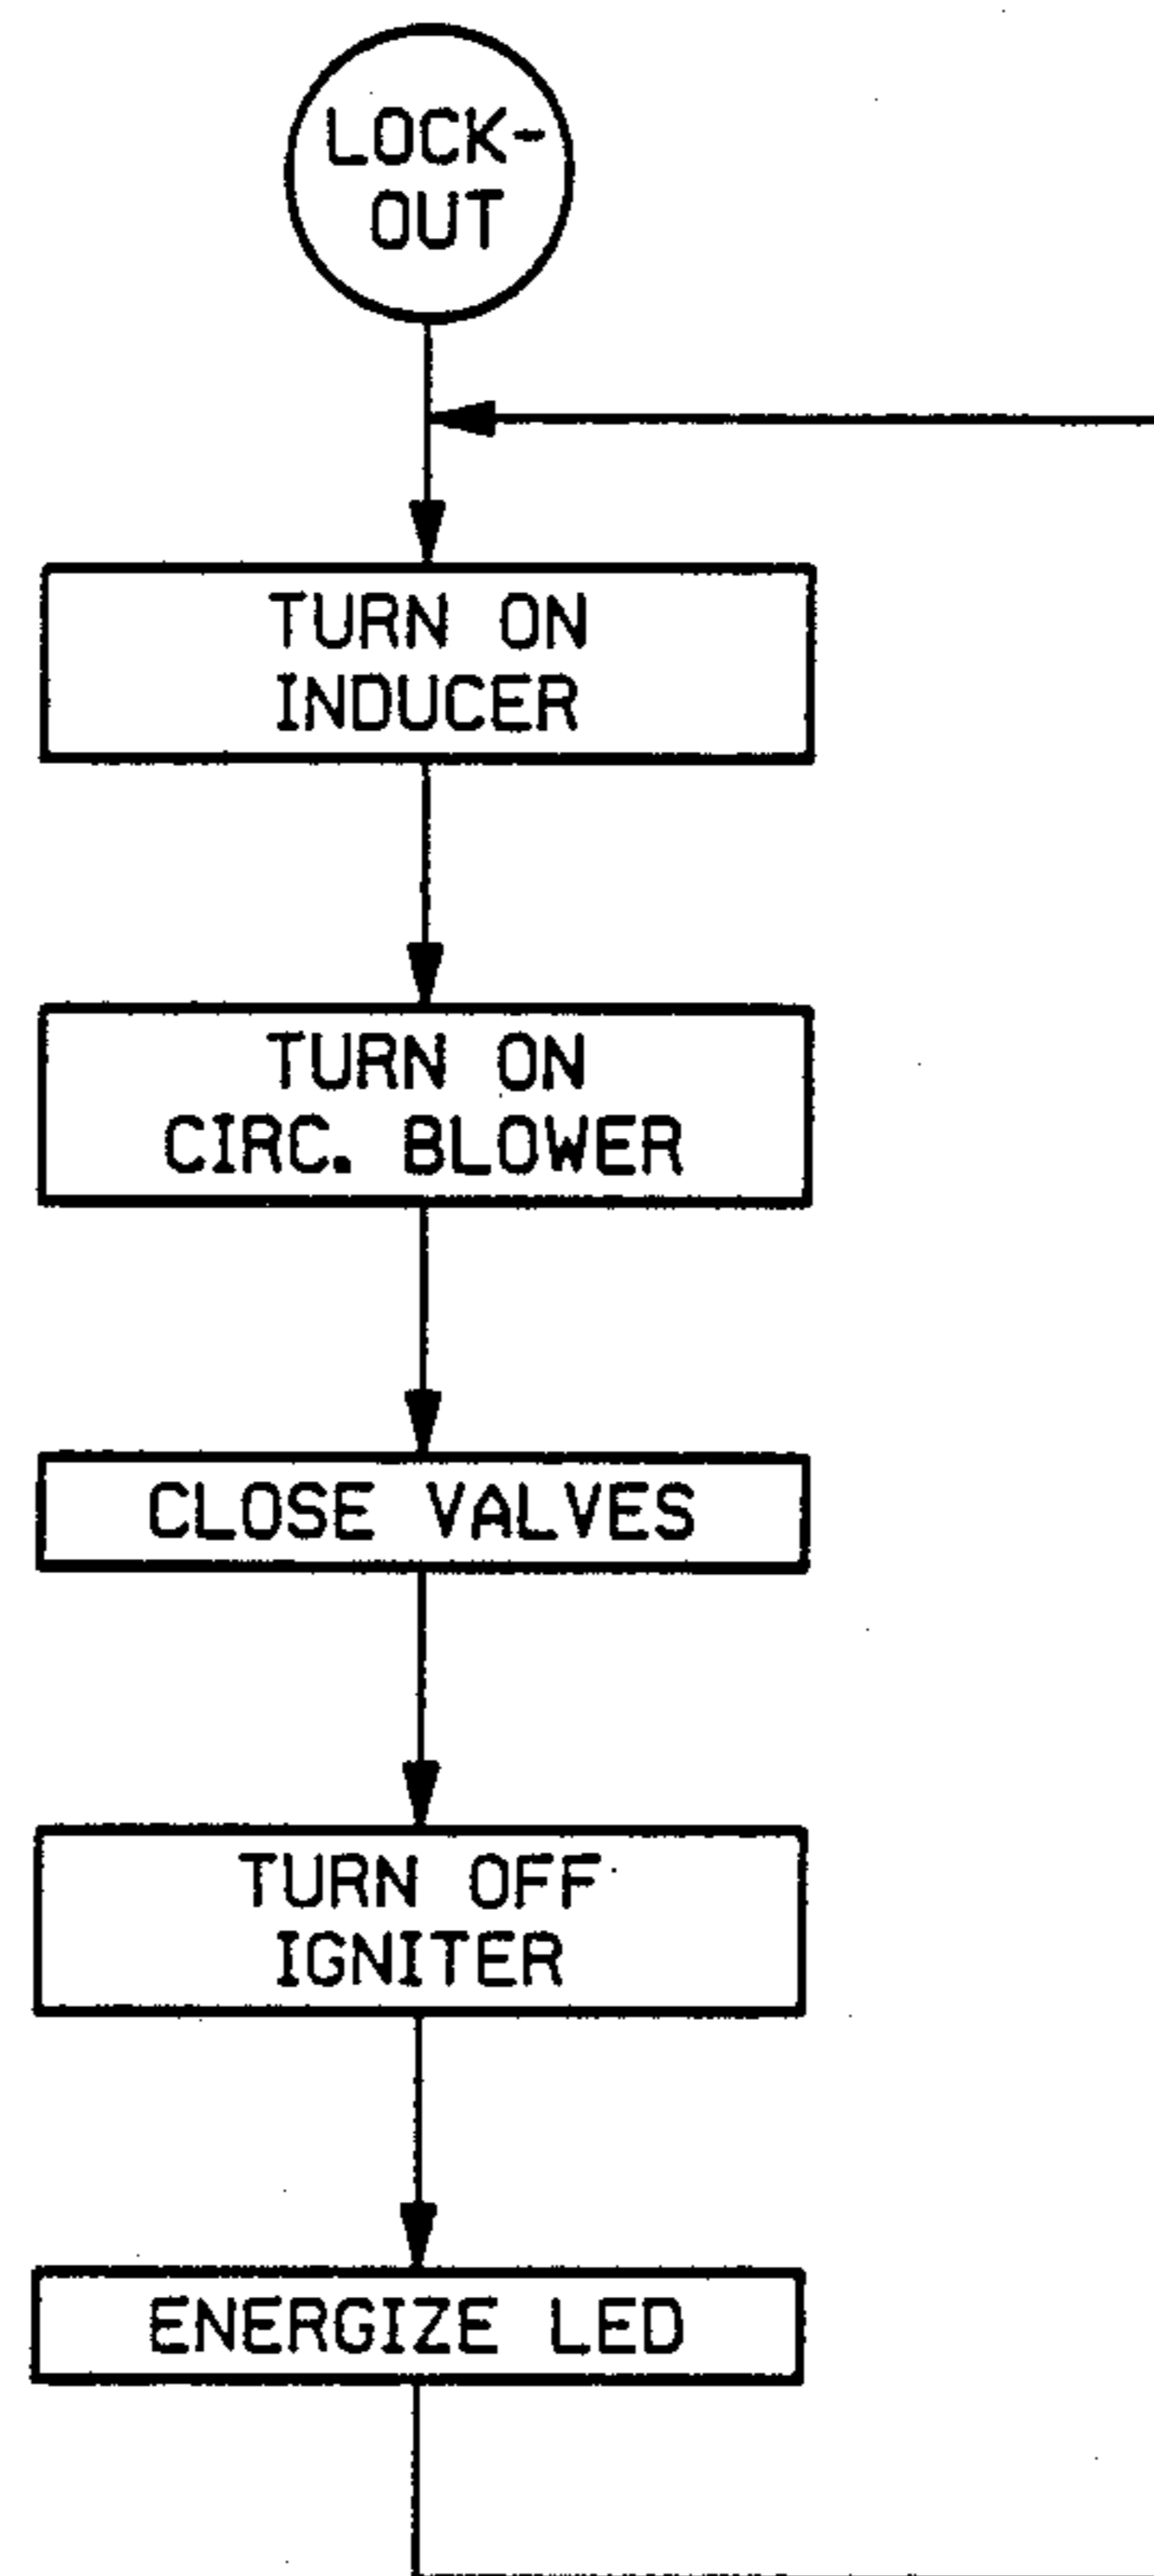 LOCK-
OUT
TURN ON
INDUCER
TURN ON
CIRC. BLOWER
CLOSE VALVES
TURN OFF
IGNITER
ENERGIZE LED